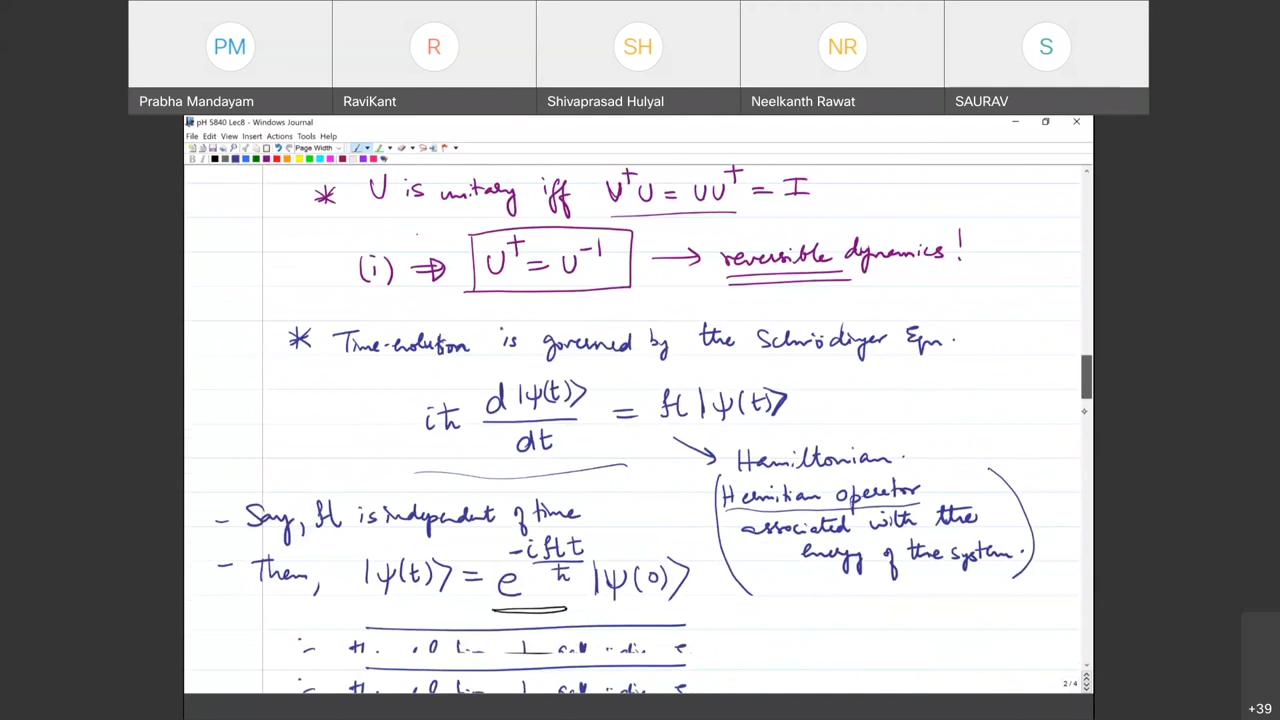 PM
R
SH
NR
S
Prabha Mandayam
RaviKant
Shivaprasad Hulyal
Neelkanth Rawat
SAURAV
pH 5840 Lec8 - Windows Journal
File Edit View Insert Actions Tools Help
Page Width
* U is unitary iff U†U = UU† = I
(i) ⇒ U† = U⁻¹ → reversible dynamics!
* Time-evolution is governed by the Schrödinger Eqn.
iħ d|ψ(t)⟩/dt = H|ψ(t)⟩
Hamiltonian.
(Hermitian operator
associated with the
energy of the system.)
- Say, H is independent of time
- Then, |ψ(t)⟩ = e^(-iHt/ħ) |ψ(0)⟩
2 / 4
+39